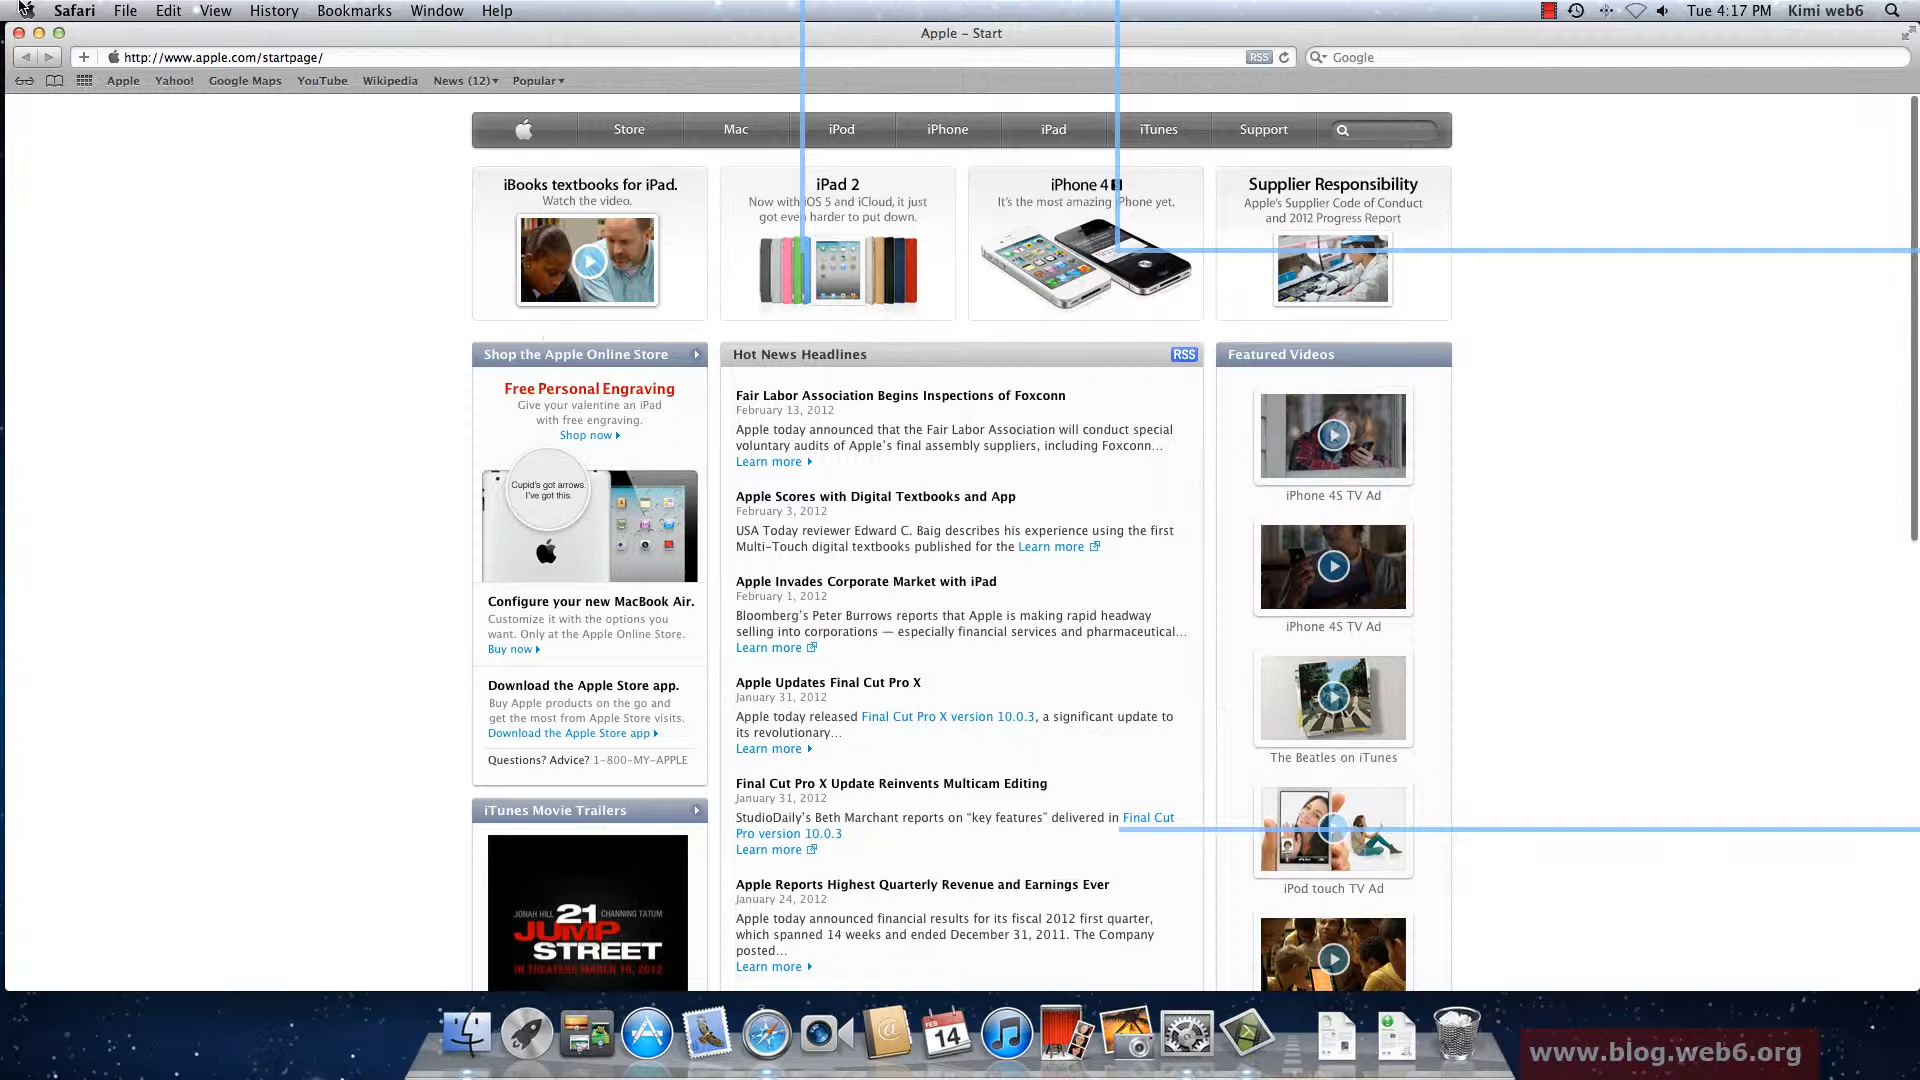 Safari File Edit View History Bookmarks Window Help
Tue 4:17 PM Kimi web6
Apple – Start
http://www.apple.com/startpage/
RSS
Google
Apple Yahoo! Google Maps YouTube Wikipedia News (12) Popular
Store Mac iPod iPhone iPad iTunes Support
iBooks textbooks for iPad.
Watch the video.
iPad 2
Now with iOS 5 and iCloud, it just
got even harder to put down.
iPhone 4S
It's the most amazing iPhone yet.
Supplier Responsibility
Apple's Supplier Code of Conduct
and 2012 Progress Report
Shop the Apple Online Store
Free Personal Engraving
Give your valentine an iPad
with free engraving.
Shop now
Cupid's got arrows.
I've got this.
Configure your new MacBook Air.
Customize it with the options you
want. Only at the Apple Online Store.
Buy now
Download the Apple Store app.
Buy Apple products on the go and
get the most from Apple Store visits.
Download the Apple Store app
Questions? Advice? 1-800-MY-APPLE
iTunes Movie Trailers
JONAH HILL 21 CHANNING TATUM
JUMP
STREET
IN THEATERS MARCH 16, 2012
Hot News Headlines
RSS
Fair Labor Association Begins Inspections of Foxconn
February 13, 2012
Apple today announced that the Fair Labor Association will conduct special
voluntary audits of Apple's final assembly suppliers, including Foxconn...
Learn more
Apple Scores with Digital Textbooks and App
February 3, 2012
USA Today reviewer Edward C. Baig describes his experience using the first
Multi-Touch digital textbooks published for the Learn more
Apple Invades Corporate Market with iPad
February 1, 2012
Bloomberg's Peter Burrows reports that Apple is making rapid headway
selling into corporations — especially financial services and pharmaceutical...
Learn more
Apple Updates Final Cut Pro X
January 31, 2012
Apple today released Final Cut Pro X version 10.0.3, a significant update to
its revolutionary...
Learn more
Final Cut Pro X Update Reinvents Multicam Editing
January 31, 2012
StudioDaily's Beth Marchant reports on “key features” delivered in Final Cut
Pro version 10.0.3
Learn more
Apple Reports Highest Quarterly Revenue and Earnings Ever
January 24, 2012
Apple today announced financial results for its fiscal 2012 first quarter,
which spanned 14 weeks and ended December 31, 2011. The Company
posted...
Learn more
Featured Videos
iPhone 4S TV Ad
iPhone 4S TV Ad
The Beatles on iTunes
iPod touch TV Ad
FEB
14
www.blog.web6.org